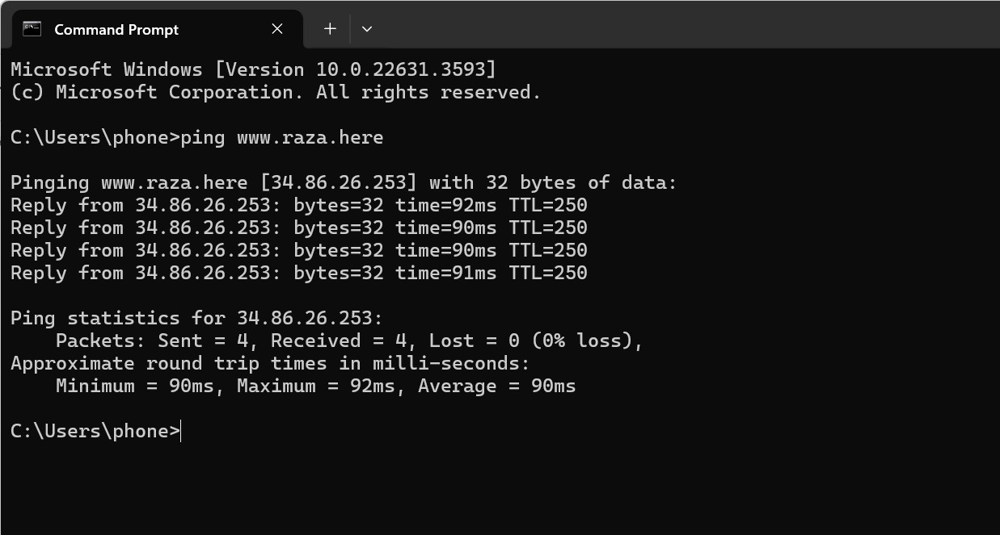 Command Prompt
Microsoft Windows [Version 10.0.22631.3593]
(c) Microsoft Corporation. All rights reserved.
C:\Users\phone>ping www.raza.here
Pinging www.raza.here [34.86.26.253] with 32 bytes of data:
Reply from 34.86.26.253: bytes=32 time=92ms TTL=250
Reply from 34.86.26.253: bytes=32 time=90ms TTL=250
Reply from 34.86.26.253: bytes=32 time=90ms TTL=250
Reply from 34.86.26.253: bytes=32 time=91ms TTL=250
Ping statistics for 34.86.26.253:
    Packets: Sent = 4, Received = 4, Lost = 0 (0% loss),
Approximate round trip times in milli-seconds:
    Minimum = 90ms, Maximum = 92ms, Average = 90ms
C:\Users\phone>